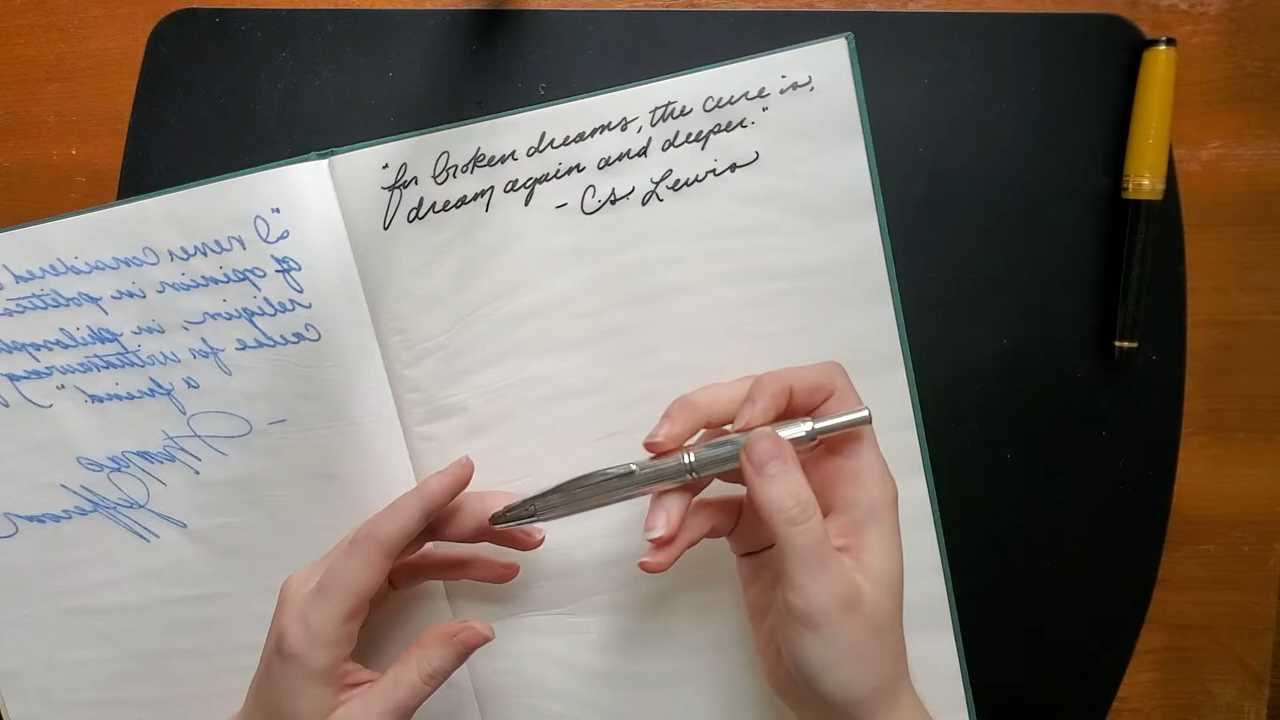 "I never Considered
of opinion in politics
religion, in philosoph
cause for withdrawing
a friend."
- Thomas
Jefferson
"for broken dreams, the cure is,
dream again and deeper."
- C.S. Lewis